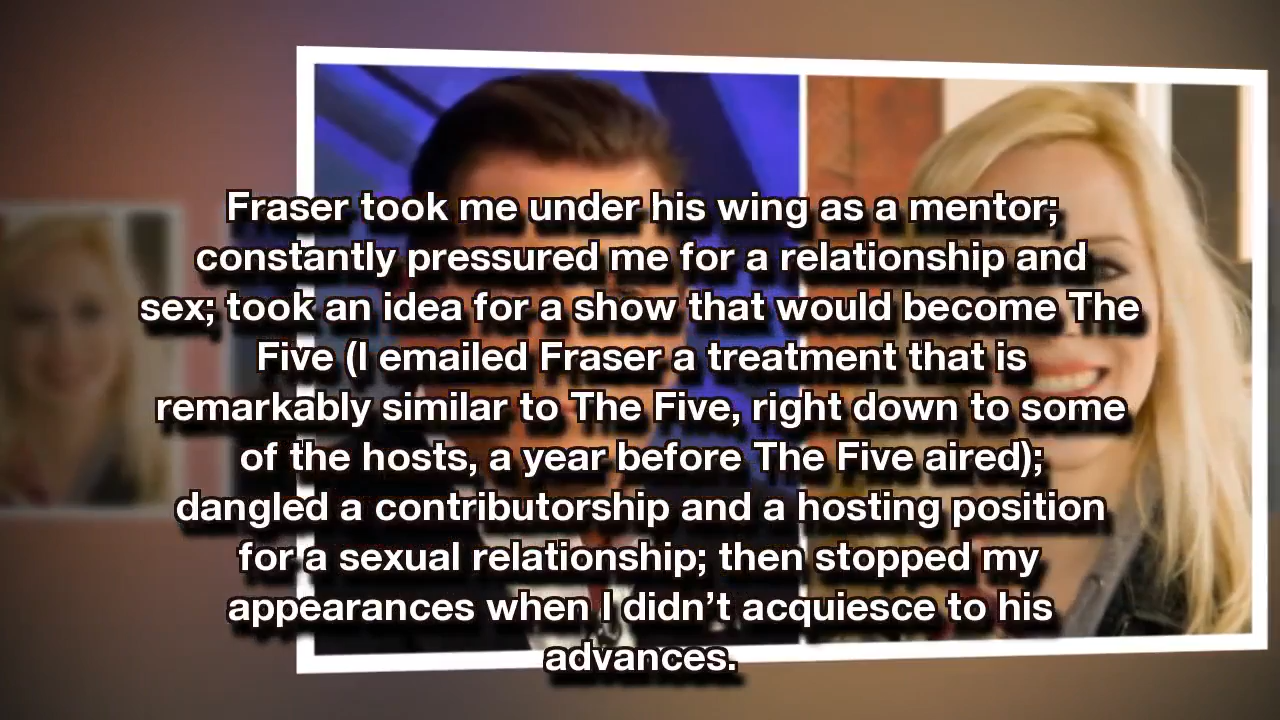 Fraser took me under his wing as a mentor;
constantly pressured me for a relationship and
sex; took an idea for a show that would become The
Five (I emailed Fraser a treatment that is
remarkably similar to The Five, right down to some
of the hosts, a year before The Five aired);
dangled a contributorship and a hosting position
for a sexual relationship; then stopped my
appearances when I didn’t acquiesce to his
advances.